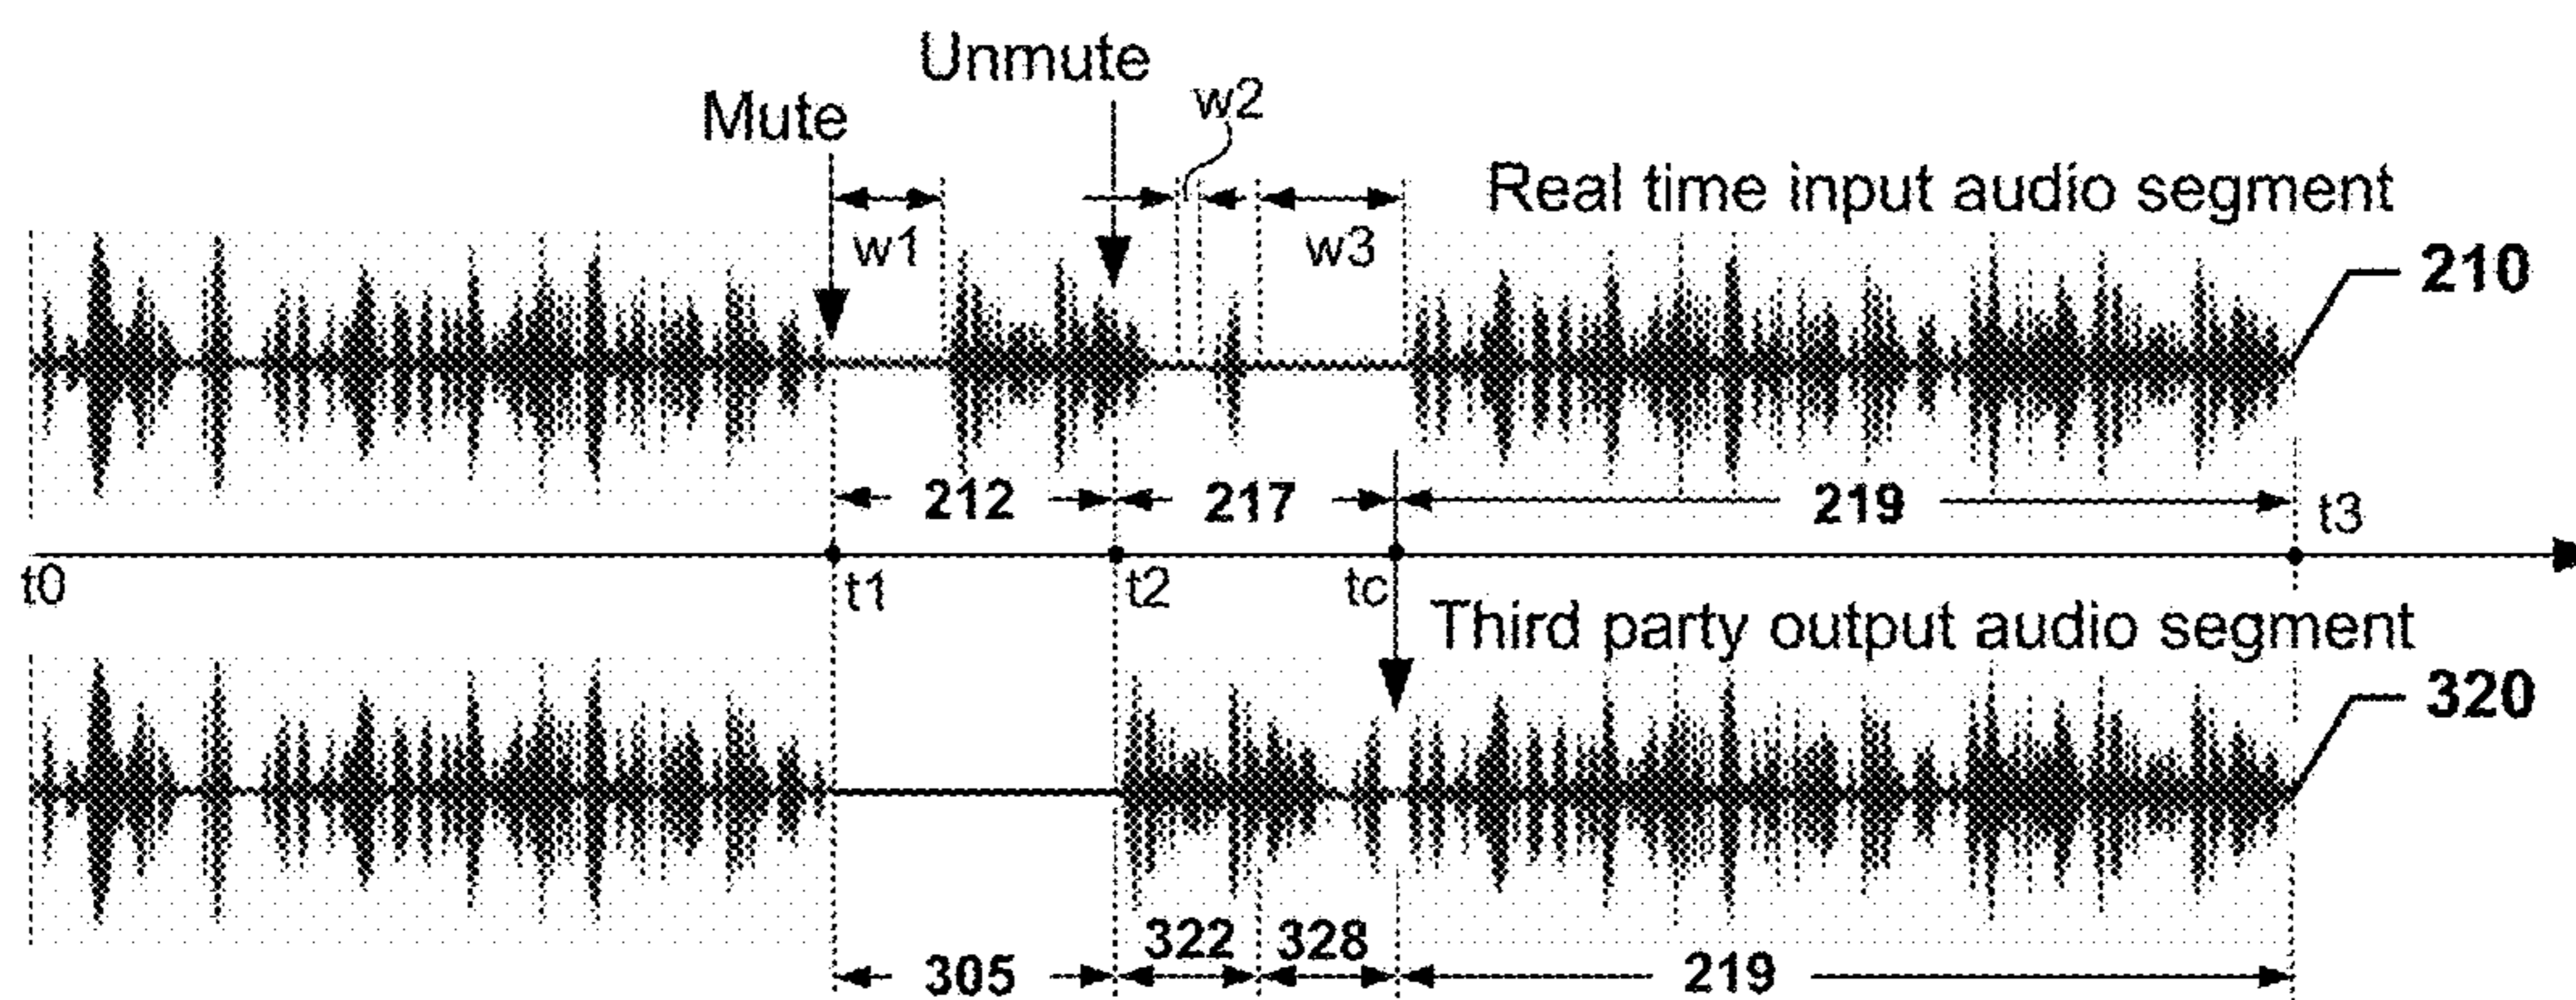 Unmute
w2
Mute
Real time input audio segment
w1
w3
210
212
217
219
t3
t0
t1
t2
tc
Third party output audio segment
320
322
328
305
219